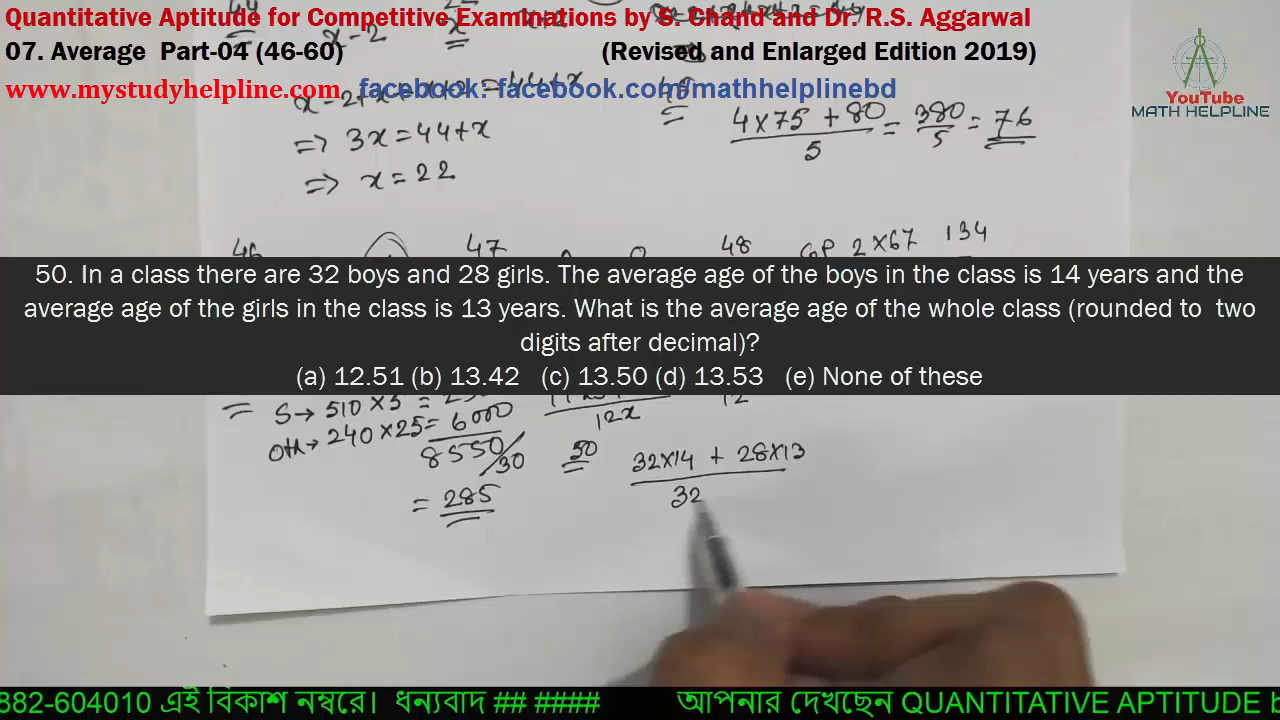 Quantitative Aptitude for Competitive Examinations by S. Chand and Dr. R.S. Aggarwal
07. Average Part-04 (46-60) (Revised and Enlarged Edition 2019)
www.mystudyhelpline.com facebook: facebook.com/mathhelplinebd
YouTube
MATH HELPLINE
44
x-2
x
=> 3x = 44+x
=> x = 22
4×75 + 80 / 5 = 380/5 = 76
46 47 48 GP 2×67 134
50. In a class there are 32 boys and 28 girls. The average age of the boys in the class is 14 years and the
average age of the girls in the class is 13 years. What is the average age of the whole class (rounded to two
digits after decimal)?
(a) 12.51 (b) 13.42 (c) 13.50 (d) 13.53 (e) None of these
S→ 510×5 =
Oth→ 240×25= 6000
8550/30
= 285
12x
12
50
32×14 + 28×13
32
882-604010 এই বিকাশ নম্বরে। ধন্যবাদ ## #### আপনার দেখছেন QUANTITATIVE APTITUDE